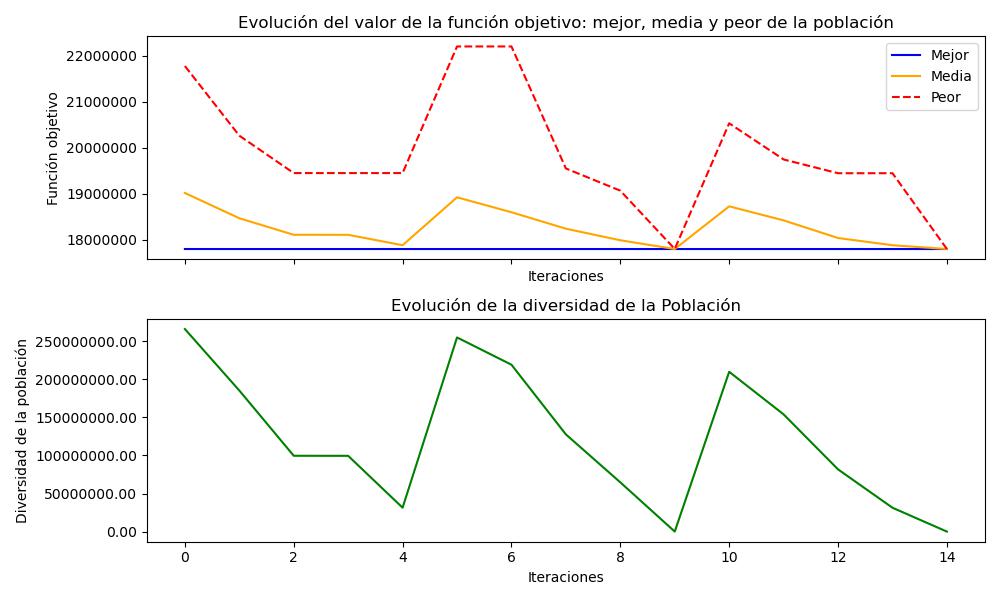 Evolución del valor de la función objetivo: mejor, media y peor de la población
Función objetivo
22000000
21000000
20000000
19000000
18000000
Mejor
Media
Peor
Iteraciones
Evolución de la diversidad de la Población
Diversidad de la población
250000000.00
200000000.00
150000000.00
100000000.00
50000000.00
0.00
0 2 4 6 8 10 12 14
Iteraciones